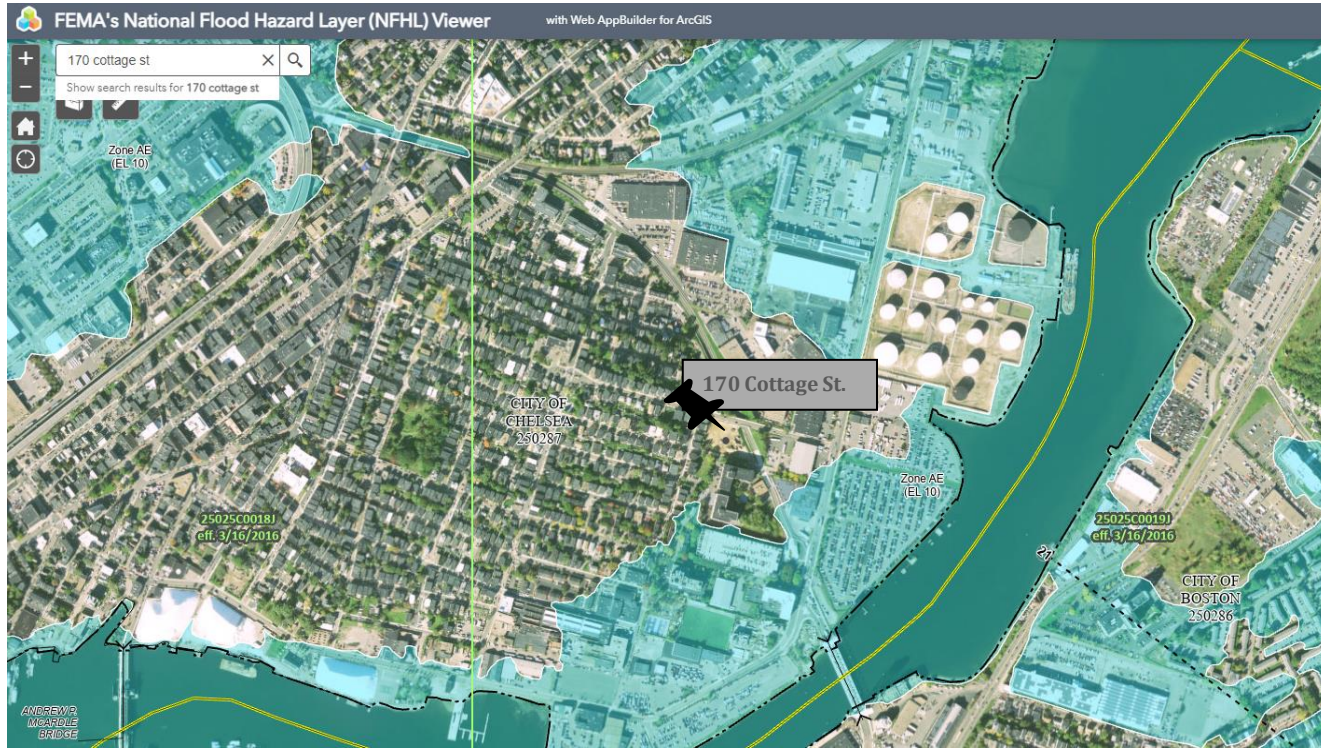 FEMA's National Flood Hazard Layer (NFHL) Viewer
with Web AppBuilder for ArcGIS
+
170 cottage st
−
Show search results for 170 cottage st
Zone AE
(EL 10)
170 Cottage St.
CITY OF
CHELSEA
250287
Zone AE
(EL 10)
25025C0018J
eff. 3/16/2016
25025C0019J
eff. 3/16/2016
21
CITY OF
BOSTON
250286
ANDREW P.
MCARDLE
BRIDGE